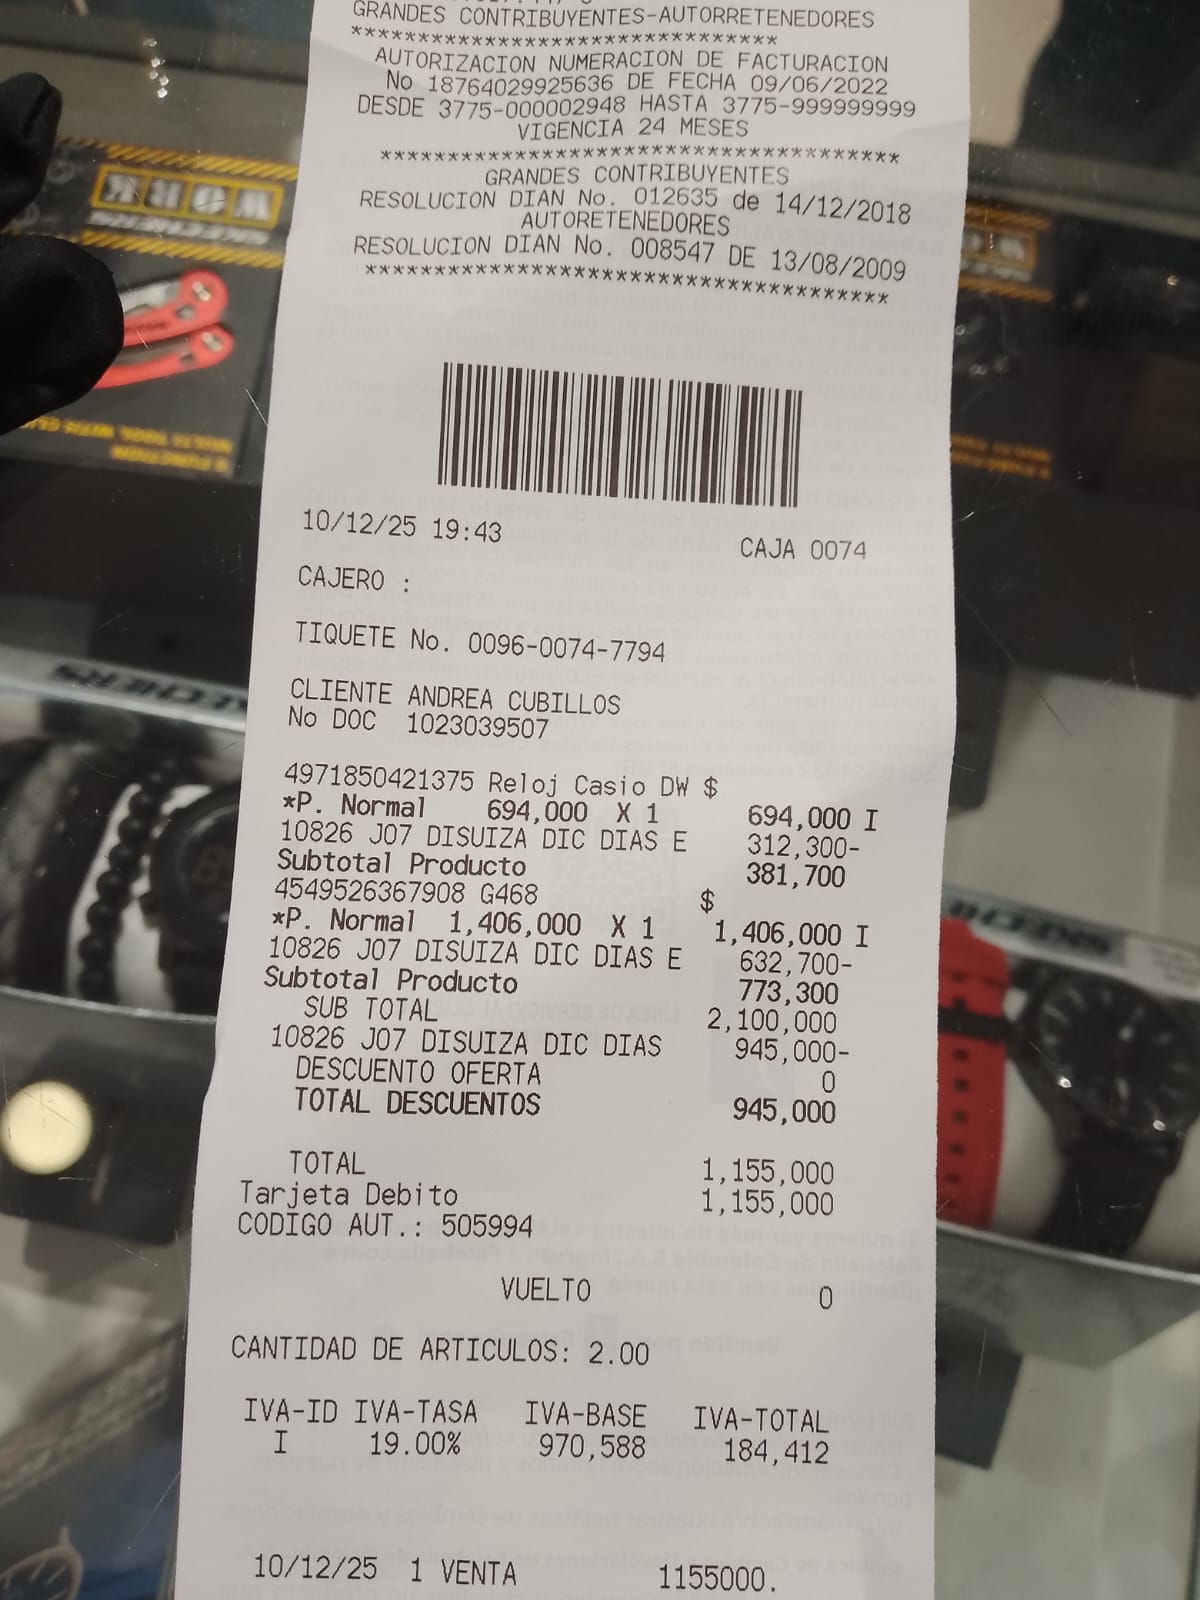 GRANDES CONTRIBUYENTES-AUTORRETENEDORES
*********************************
AUTORIZACION NUMERACION DE FACTURACION
No 18764029925636 DE FECHA 09/06/2022
DESDE 3775-000002948 HASTA 3775-999999999
VIGENCIA 24 MESES
****************************************
GRANDES CONTRIBUYENTES
RESOLUCION DIAN No. 012635 de 14/12/2018
AUTORETENEDORES
RESOLUCION DIAN No. 008547 DE 13/08/2009
****************************************
10/12/25 19:43 CAJA 0074
CAJERO :
TIQUETE No. 0096-0074-7794
CLIENTE ANDREA CUBILLOS
No DOC 1023039507
4971850421375 Reloj Casio DW $
*P. Normal 694,000 X 1 694,000 I
10826 J07 DISUIZA DIC DIAS E 312,300-
Subtotal Producto 381,700
4549526367908 G468 $
*P. Normal 1,406,000 X 1 1,406,000 I
10826 J07 DISUIZA DIC DIAS E 632,700-
Subtotal Producto 773,300
SUB TOTAL 2,100,000
10826 J07 DISUIZA DIC DIAS 945,000-
DESCUENTO OFERTA 0
TOTAL DESCUENTOS 945,000
TOTAL 1,155,000
Tarjeta Debito 1,155,000
CODIGO AUT.: 505994
VUELTO 0
CANTIDAD DE ARTICULOS: 2.00
IVA-ID IVA-TASA IVA-BASE IVA-TOTAL
I 19.00% 970,588 184,412
10/12/25 1 VENTA 1155000.
WORK
SKECHERS
MULTI TOOL WITH
SKECHERS
SKECH